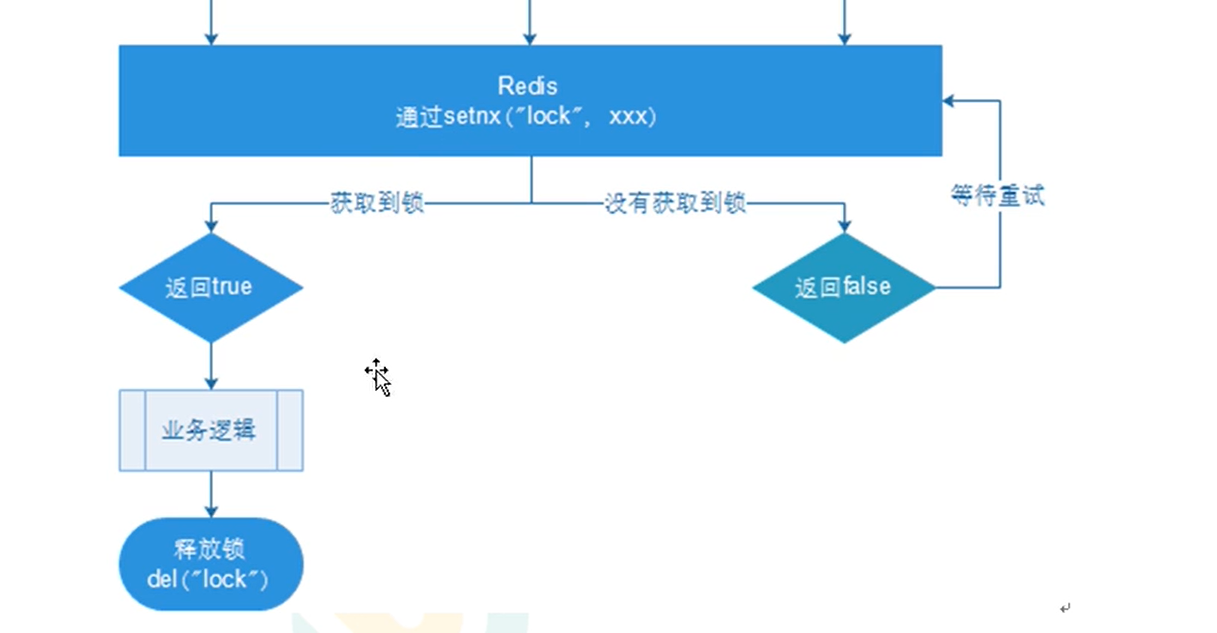 Redis
通过setnx("lock", xxx)
获取到锁
没有获取到锁
等待重试
返回true
返回false
业务逻辑
释放锁
del("lock")